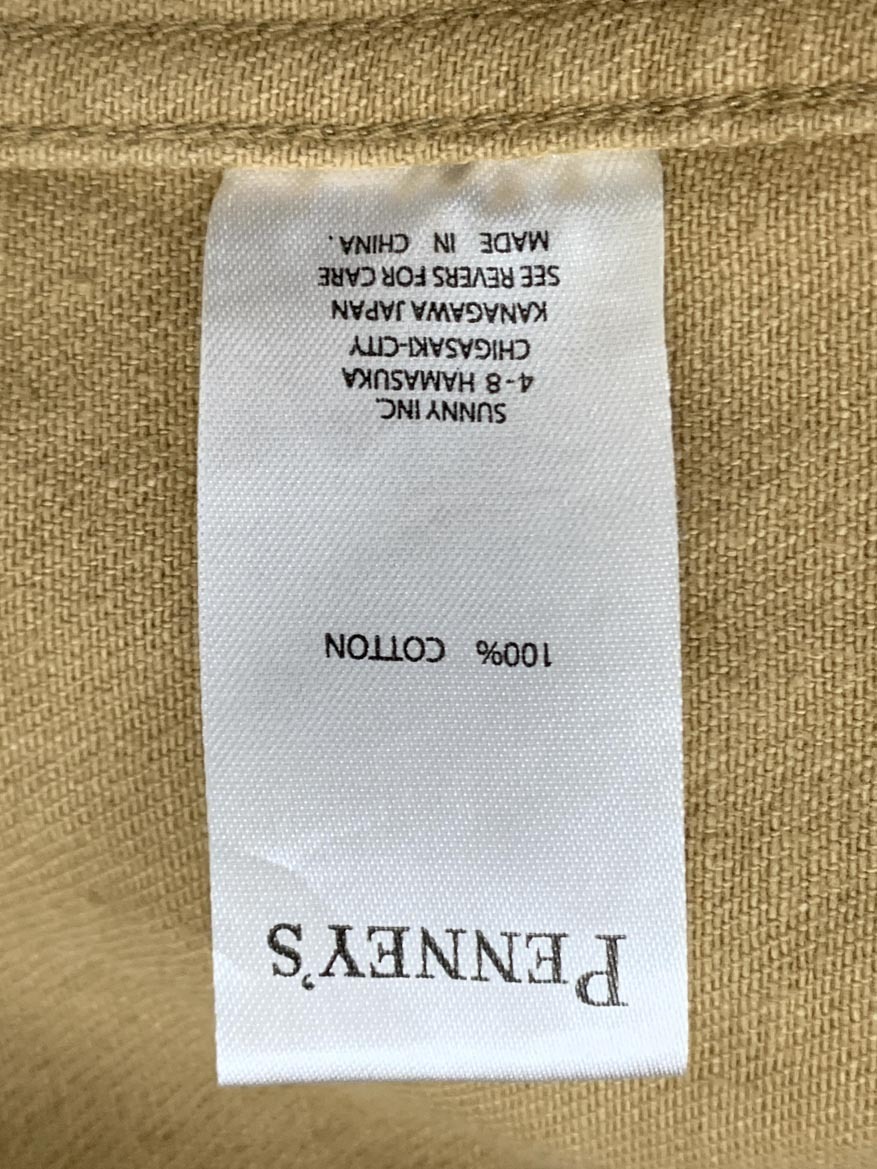 PENNEY'S
100% COTTON
SUNNY INC.
4-8 HAMASUKA
CHIGASAKI-CITY
KANAGAWA JAPAN
SEE REVERS FOR CARE
MADE IN CHINA.